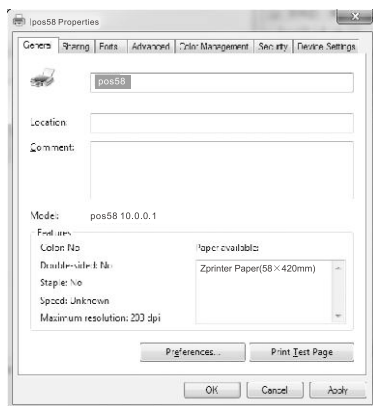 Ipos58 Properties
General Sharing Ports Advanced Color Management Security Device Settings
pos58
Location:
Comment:
Model: pos58 10.0.0.1
Features
Color: No
Paper available:
Double-sided: No
Zprinter Paper(58×420mm)
Staple: No
Speed: Unknown
Maximum resolution: 203 dpi
Preferences...
Print Test Page
OK
Cancel
Apply